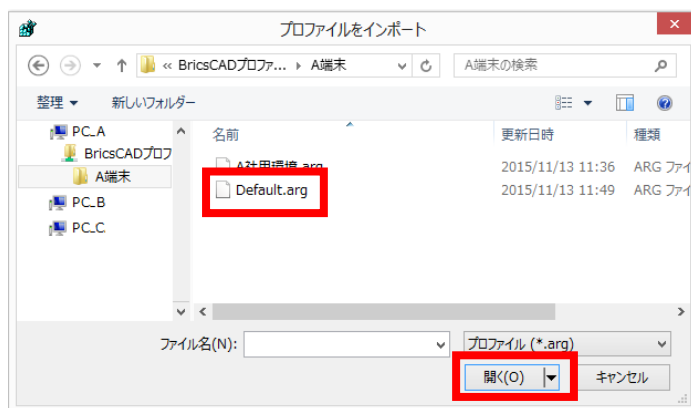 プロファイルをインポート
« BricsCADプロファ... ▸ A端末
A端末の検索
整理 ▼ 新しいフォルダー
名前 更新日時 種類
PC_A
BricsCADプロフ
A端末
PC_B
PC_C
A社用環境.arg 2015/11/13 11:36 ARG ファイ
Default.arg 2015/11/13 11:49 ARG ファイ
ファイル名(N):
プロファイル (*.arg)
開く(O) キャンセル